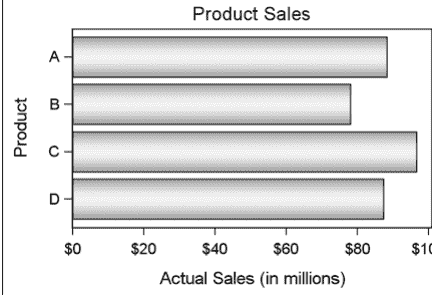 Product Sales
A
B
C
D
Product
$0 $20 $40 $60 $80 $10
Actual Sales (in millions)